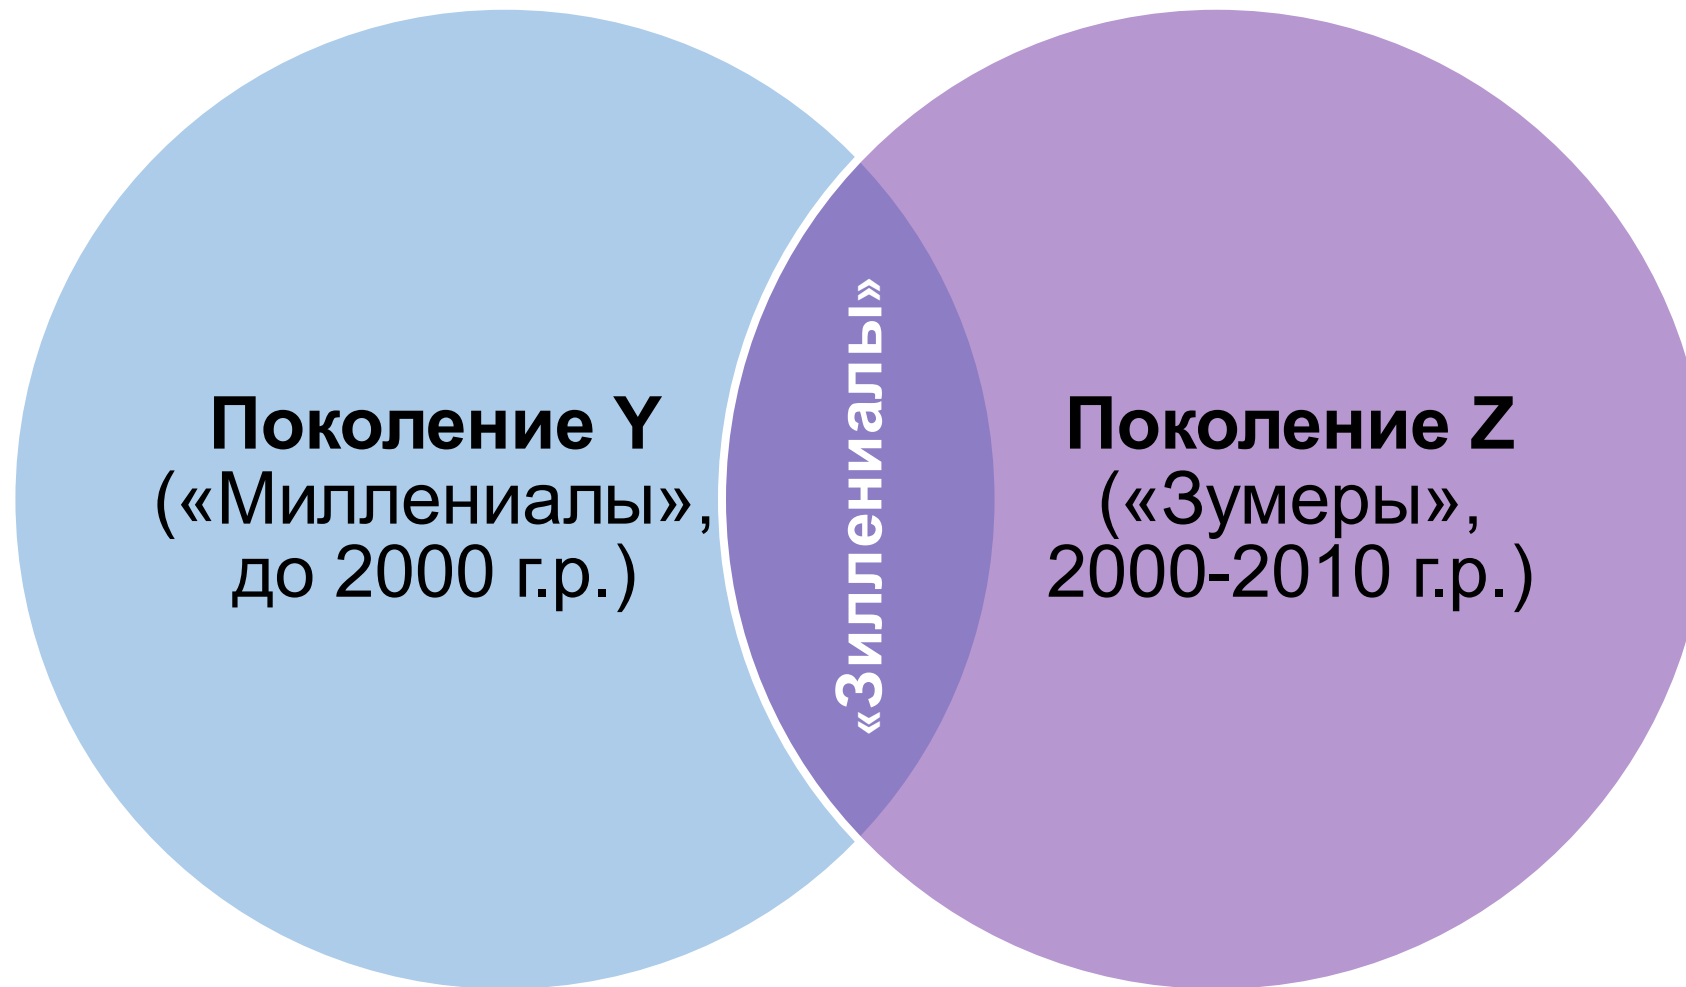 Поколение Y
(«Миллениалы»,
до 2000 г.р.)
«Зиллениалы»
Поколение Z
(«Зумеры»,
2000-2010 г.р.)